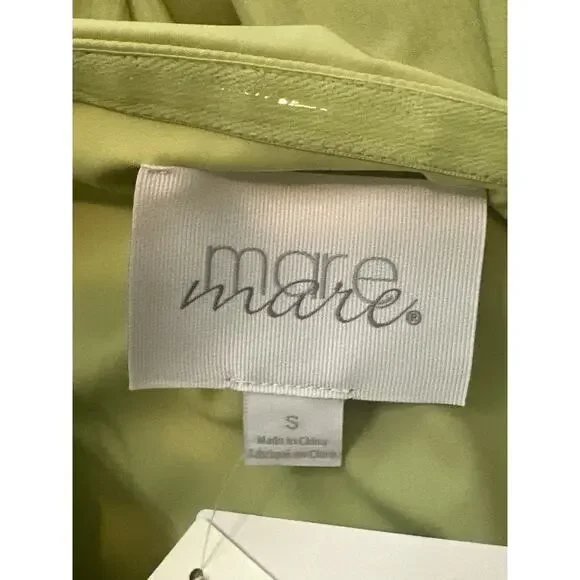 mare
mare®
S
Made in China
Fabriqué en Chine